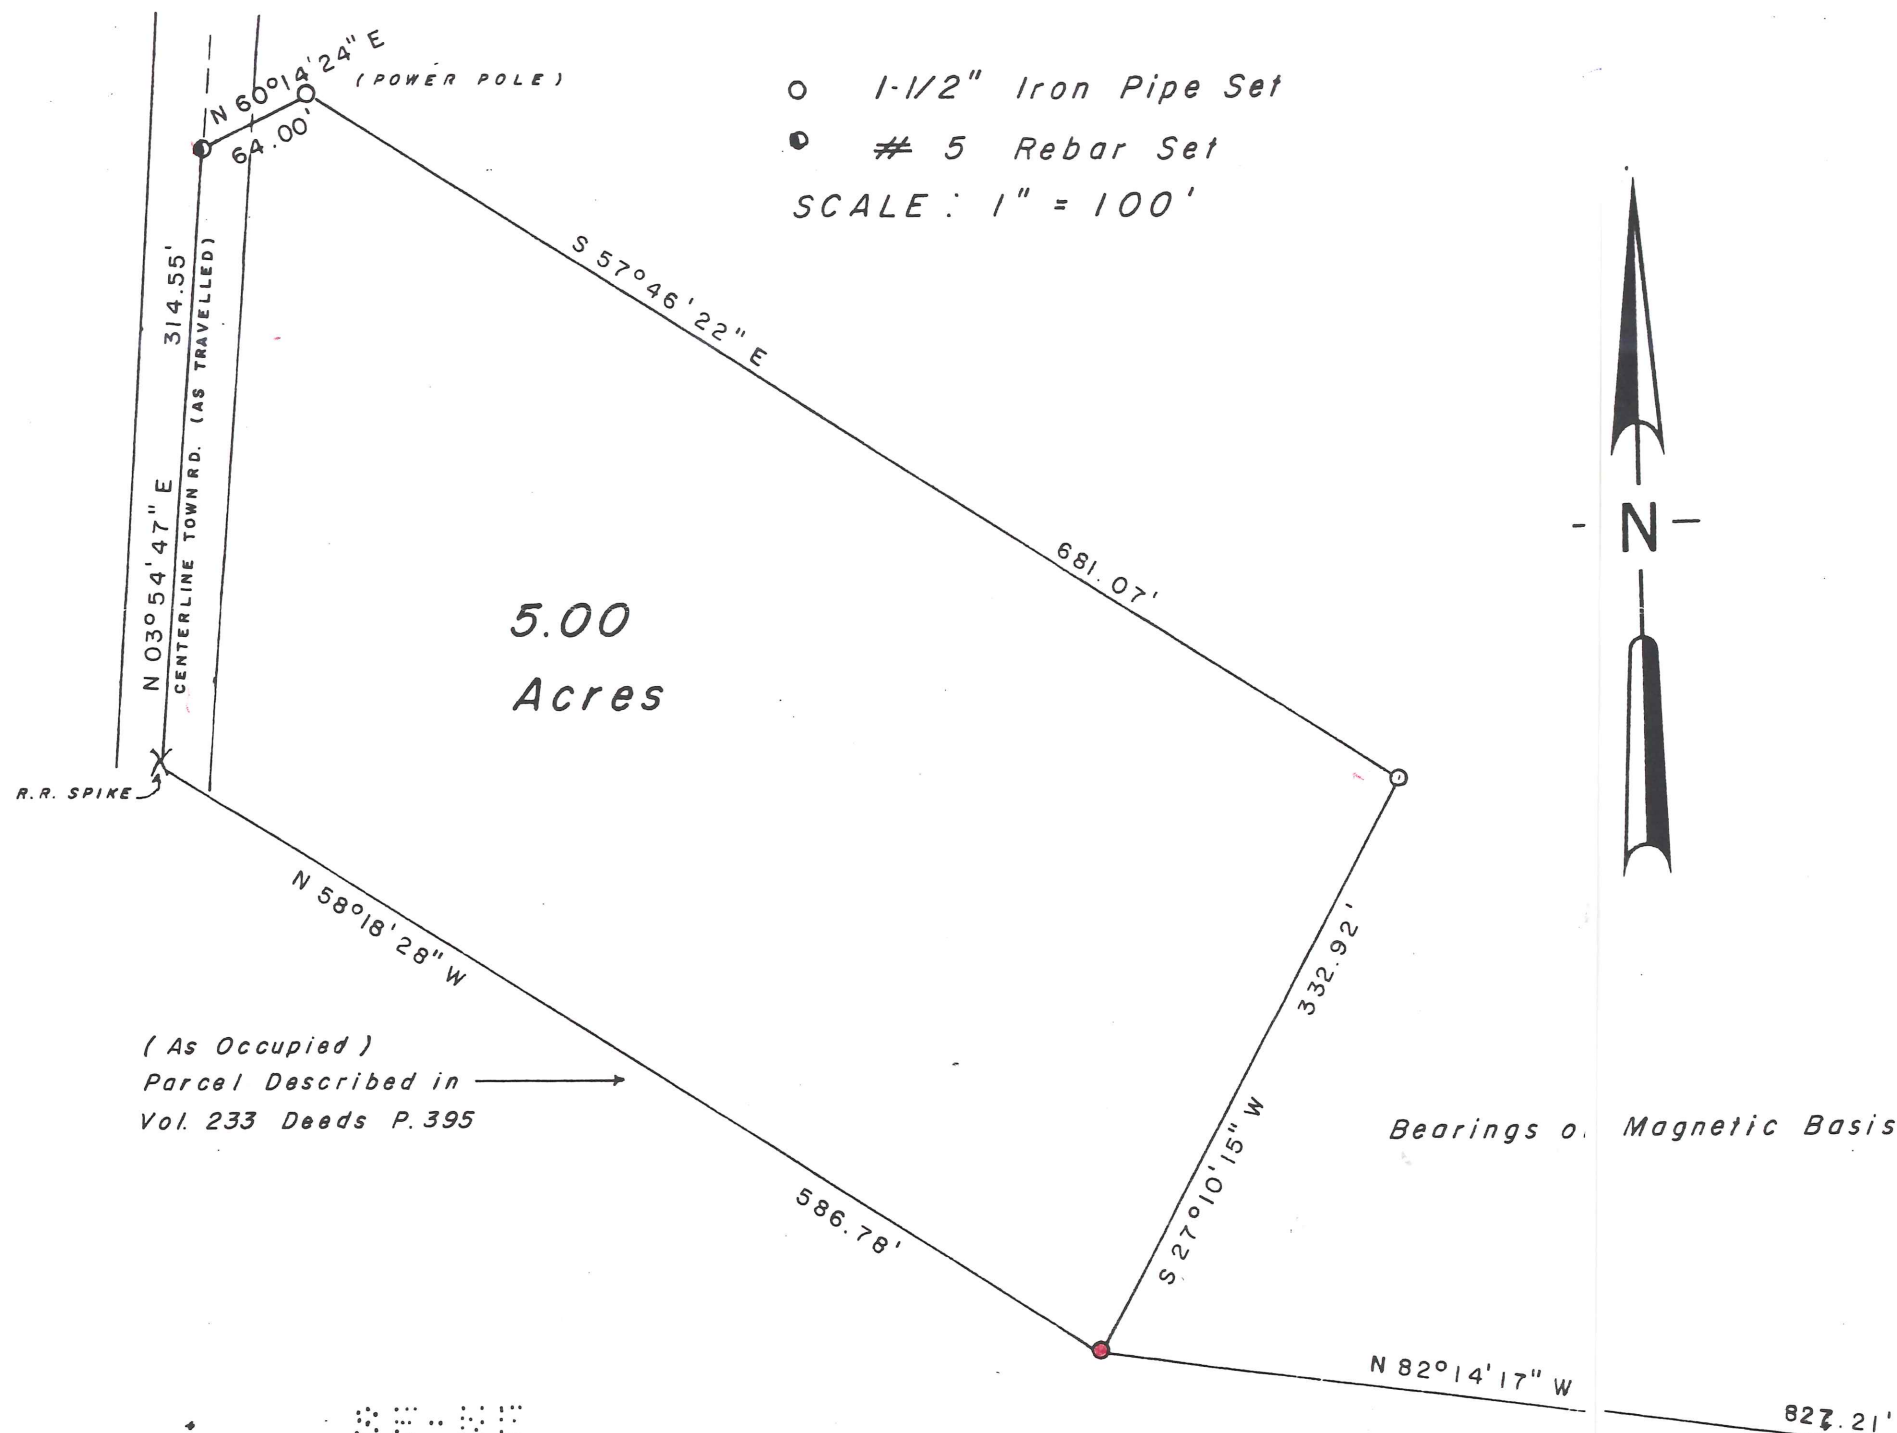 N 60°14'24" E
(POWER POLE)
64.00'
1-1/2" Iron Pipe Set
# 5 Rebar Set
SCALE: 1" = 100'
S 57°46'22" E
681.07'
314.55'
N 03°54'47" E
CENTERLINE TOWN RD. (AS TRAVELLED)
N
5.00
Acres
R.R. SPIKE
N 58°18'28" W
586.78'
332.92'
S 27°10'15" W
(As Occupied)
Parcel Described in
Vol. 233 Deeds P. 395
Bearings Magnetic Basis
N 82°14'17" W